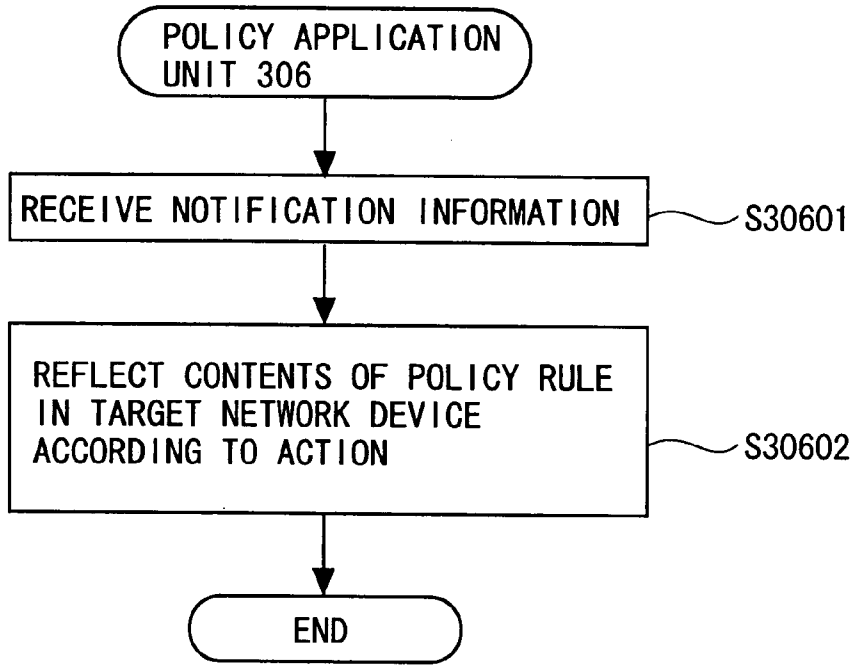 POLICY APPLICATION
UNIT 306
RECEIVE NOTIFICATION INFORMATION
S30601
REFLECT CONTENTS OF POLICY RULE
IN TARGET NETWORK DEVICE
ACCORDING TO ACTION
S30602
END